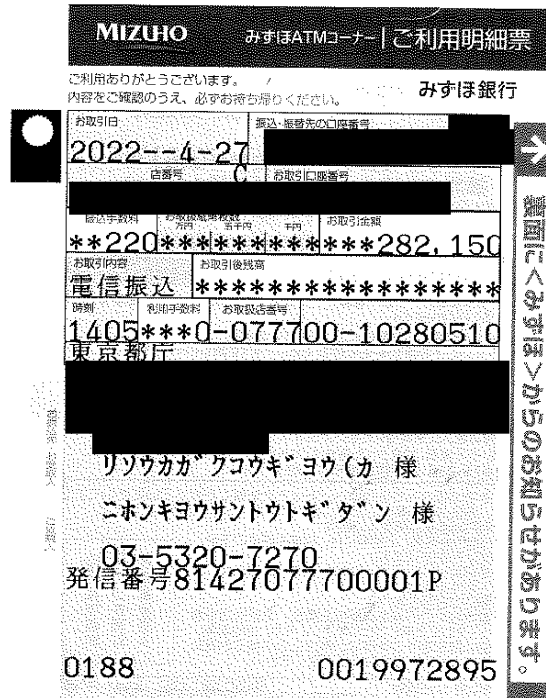 MIZUHO みずほATMコーナー | ご利用明細票
ご利用ありがとうございます。
内容をご確認のうえ、必ずお持ち帰りください。
みずほ銀行
お取引日 振込・振替先の口座番号
2022--4-27
店番号 C お取引口座番号
振込手数料 お取扱紙幣枚数 万円 五千円 千円 お取引金額
**220***************282,150
お取引内容 お取引後残高
電信振込 ******************
時刻 利用手数料 お取扱店番号
1405***0-077700-10280510
東京都庁
リソウカガクコウギヨウ(カ 様
ニホンキヨウサントウトギダン 様
03-5320-7270
発信番号81427077700001P
0188 0019972895
→ 裏面に<みずほ>からのお知らせがあります。